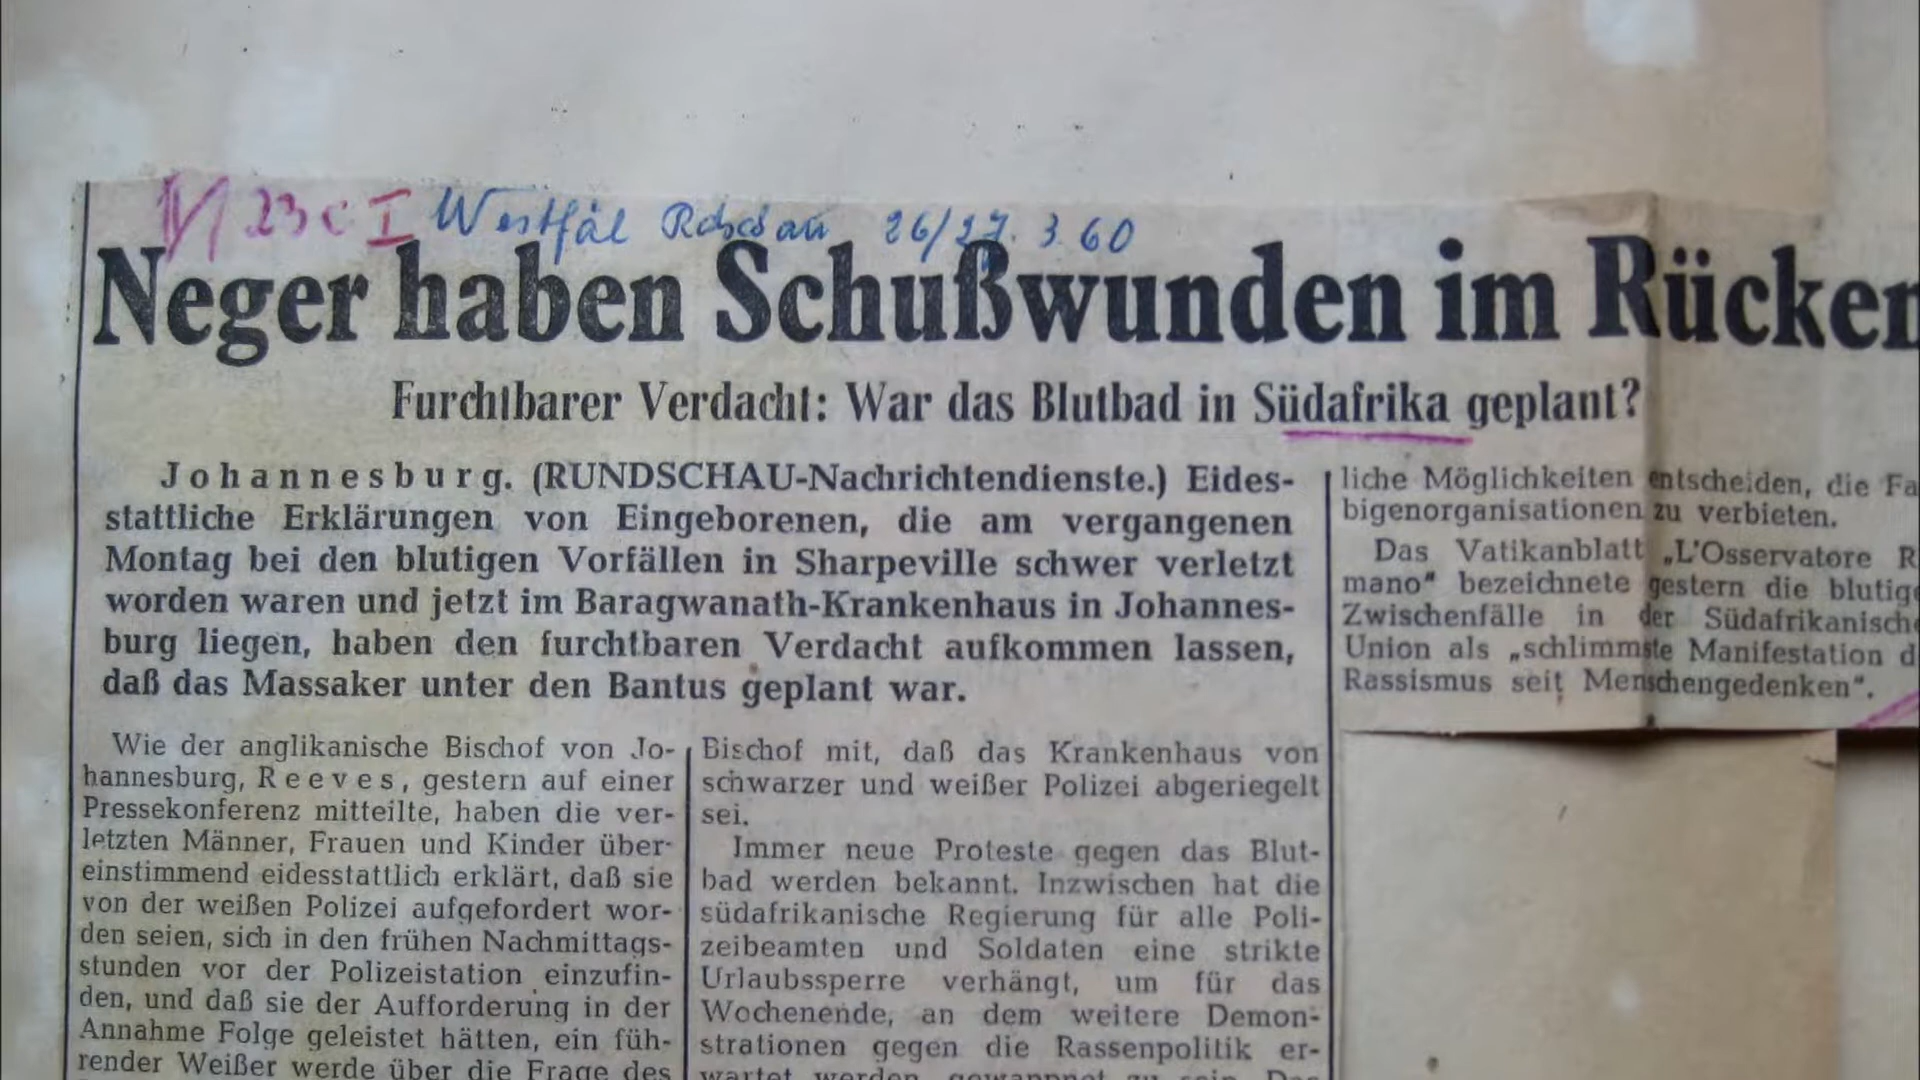 23c I Westfäl Rdschau 26/27. 3. 60
Neger haben Schußwunden im Rücken
Furchtbarer Verdacht: War das Blutbad in Südafrika geplant?
Johannesburg. (RUNDSCHAU-Nachrichtendienste.) Eides-
stattliche Erklärungen von Eingeborenen, die am vergangenen
Montag bei den blutigen Vorfällen in Sharpeville schwer verletzt
worden waren und jetzt im Baragwanath-Krankenhaus in Johannes-
burg liegen, haben den furchtbaren Verdacht aufkommen lassen,
daß das Massaker unter den Bantus geplant war.
Wie der anglikanische Bischof von Jo-
hannesburg, Reeves, gestern auf einer
Pressekonferenz mitteilte, haben die ver-
letzten Männer, Frauen und Kinder über-
einstimmend eidesstattlich erklärt, daß sie
von der weißen Polizei aufgefordert wor-
den seien, sich in den frühen Nachmittags-
stunden vor der Polizeistation einzufin-
den, und daß sie der Aufforderung in der
Annahme Folge geleistet hätten, ein füh-
render Weißer werde über die Frage des
Bischof mit, daß das Krankenhaus von
schwarzer und weißer Polizei abgeriegelt
sei.
Immer neue Proteste gegen das Blut-
bad werden bekannt. Inzwischen hat die
südafrikanische Regierung für alle Poli-
zeibeamten und Soldaten eine strikte
Urlaubssperre verhängt, um für das
Wochenende, an dem weitere Demon-
strationen gegen die Rassenpolitik er-
wartet werden, gewappnet zu sein. Das
liche Möglichkeiten entscheiden, die Fa
bigenorganisationen zu verbieten.
Das Vatikanblatt „L'Osservatore R
mano" bezeichnete gestern die blutige
Zwischenfälle in der Südafrikanische
Union als „schlimmste Manifestation d
Rassismus seit Menschengedenken".